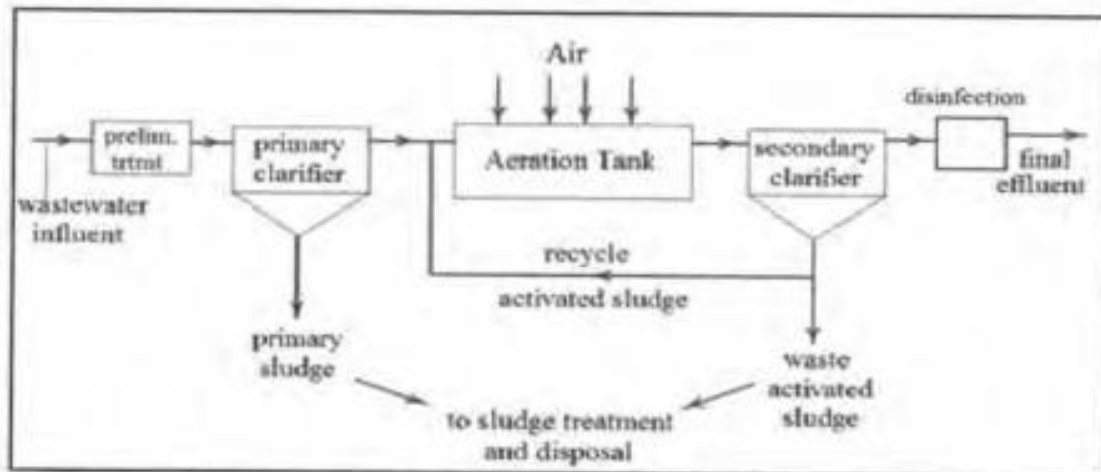 Air
disinfection
prelim.
trtmt
primary
clarifier
Aeration Tank
secondary
clarifier
final
effluent
wastewater
influent
recycle
activated sludge
primary
sludge
waste
activated
sludge
to sludge treatment
and disposal